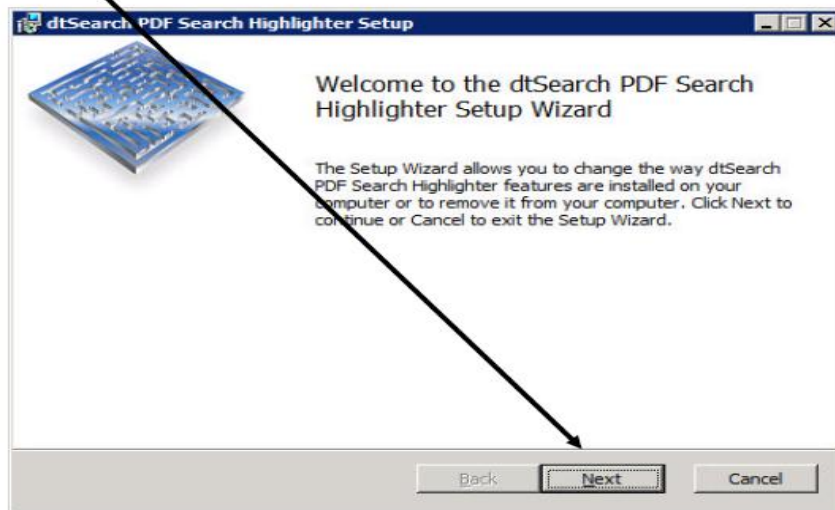 dtSearch PDF Search Highlighter Setup
Welcome to the dtSearch PDF Search
Highlighter Setup Wizard
The Setup Wizard allows you to change the way dtSearch
PDF Search Highlighter features are installed on your
computer or to remove it from your computer. Click Next to
continue or Cancel to exit the Setup Wizard.
Back Next Cancel